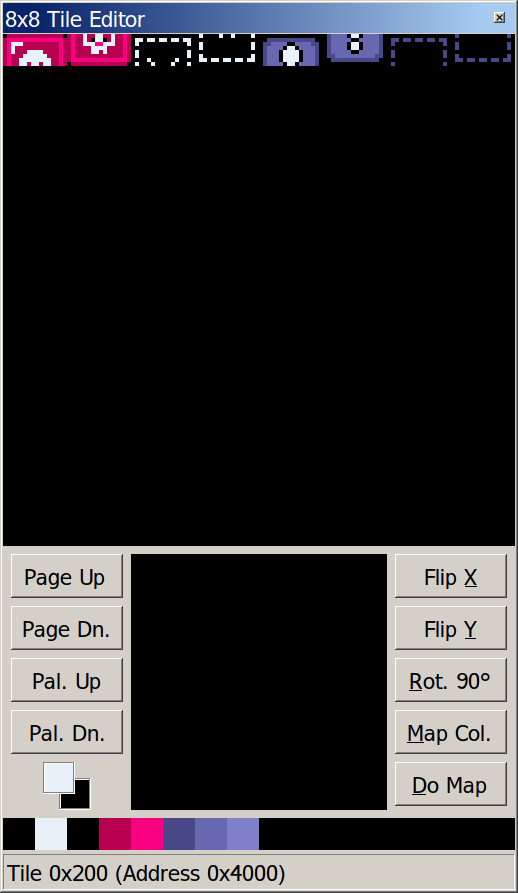 8x8 Tile Editor
Page Up
Flip X
Page Dn.
Flip Y
Pal. Up
Rot. 90°
Pal. Dn.
Map Col.
Do Map
Tile 0x200 (Address 0x4000)